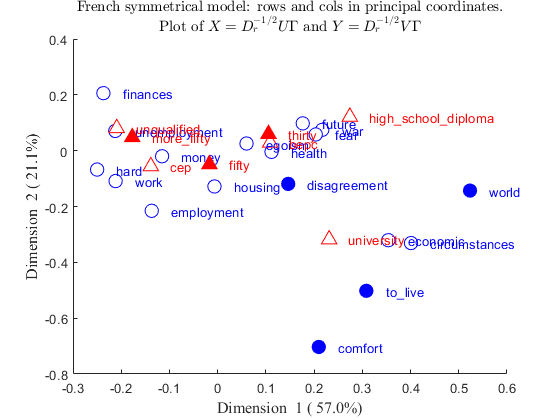 French symmetrical model: rows and cols in principal coordinates.
Plot of $X = D_r^{-1/2}U\Gamma$ and $Y = D_r^{-1/2}V\Gamma$
0.4
0.2
0
-0.2
-0.4
-0.6
-0.8
Dimension 2 ( 21.1%)
finances
unqualified
unemployment
more_fifty
money
cep
fifty
hard
work
housing
employment
high_school_diploma
future
war
fear
thirty
egoism
bepc
health
disagreement
world
university
economic
circumstances
to_live
comfort
-0.3 -0.2 -0.1 0 0.1 0.2 0.3 0.4 0.5 0.6
Dimension 1 ( 57.0%)